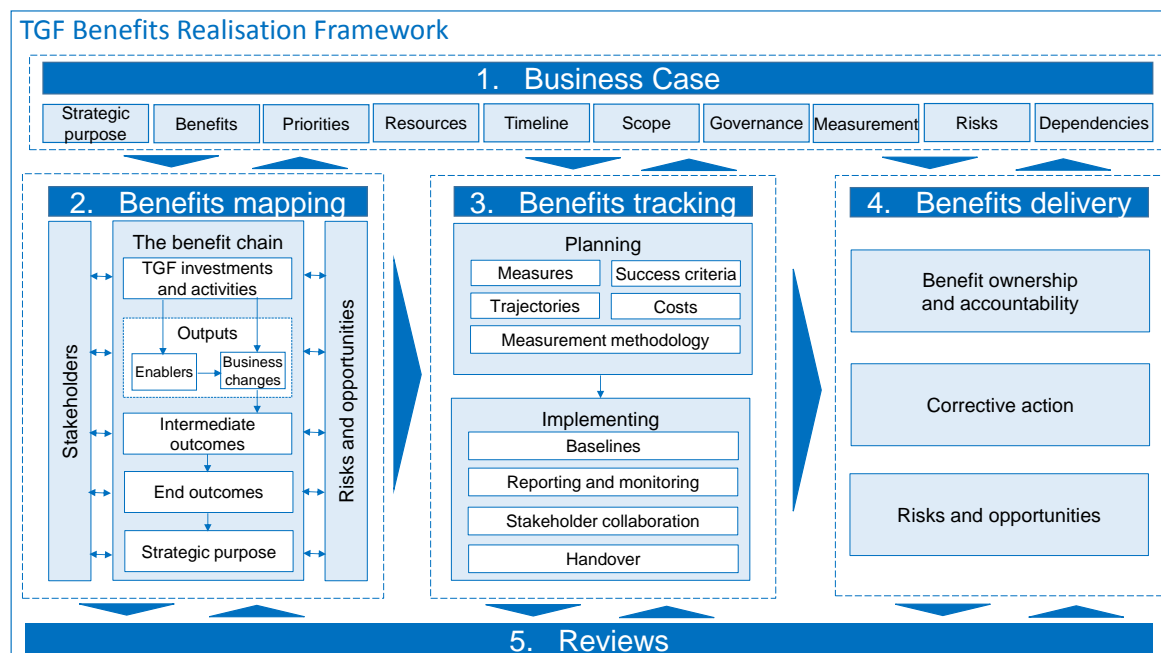 TGF Benefits Realisation Framework
1. Business Case
Strategic
purpose
Benefits
Priorities
Resources
Timeline
Scope
Governance
Measurement
Risks
Dependencies
2. Benefits mapping
Stakeholders
The benefit chain
TGF investments
and activities
Outputs
Enablers
Business
changes
Intermediate
outcomes
End outcomes
Strategic purpose
Risks and opportunities
3. Benefits tracking
Planning
Measures
Success criteria
Trajectories
Costs
Measurement methodology
Implementing
Baselines
Reporting and monitoring
Stakeholder collaboration
Handover
4. Benefits delivery
Benefit ownership
and accountability
Corrective action
Risks and opportunities
5. Reviews